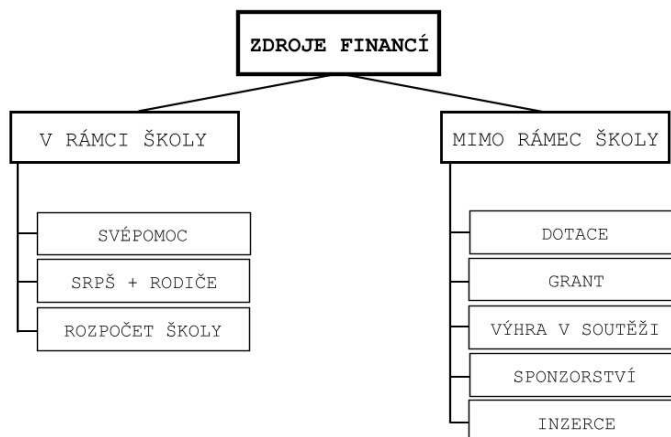 ZDROJE FINANCÍ
V RÁMCI ŠKOLY
SVÉPOMOC
SRPŠ + RODIČE
ROZPOČET ŠKOLY
MIMO RÁMEC ŠKOLY
DOTACE
GRANT
VÝHRA V SOUTĚŽI
SPONZORSTVÍ
INZERCE